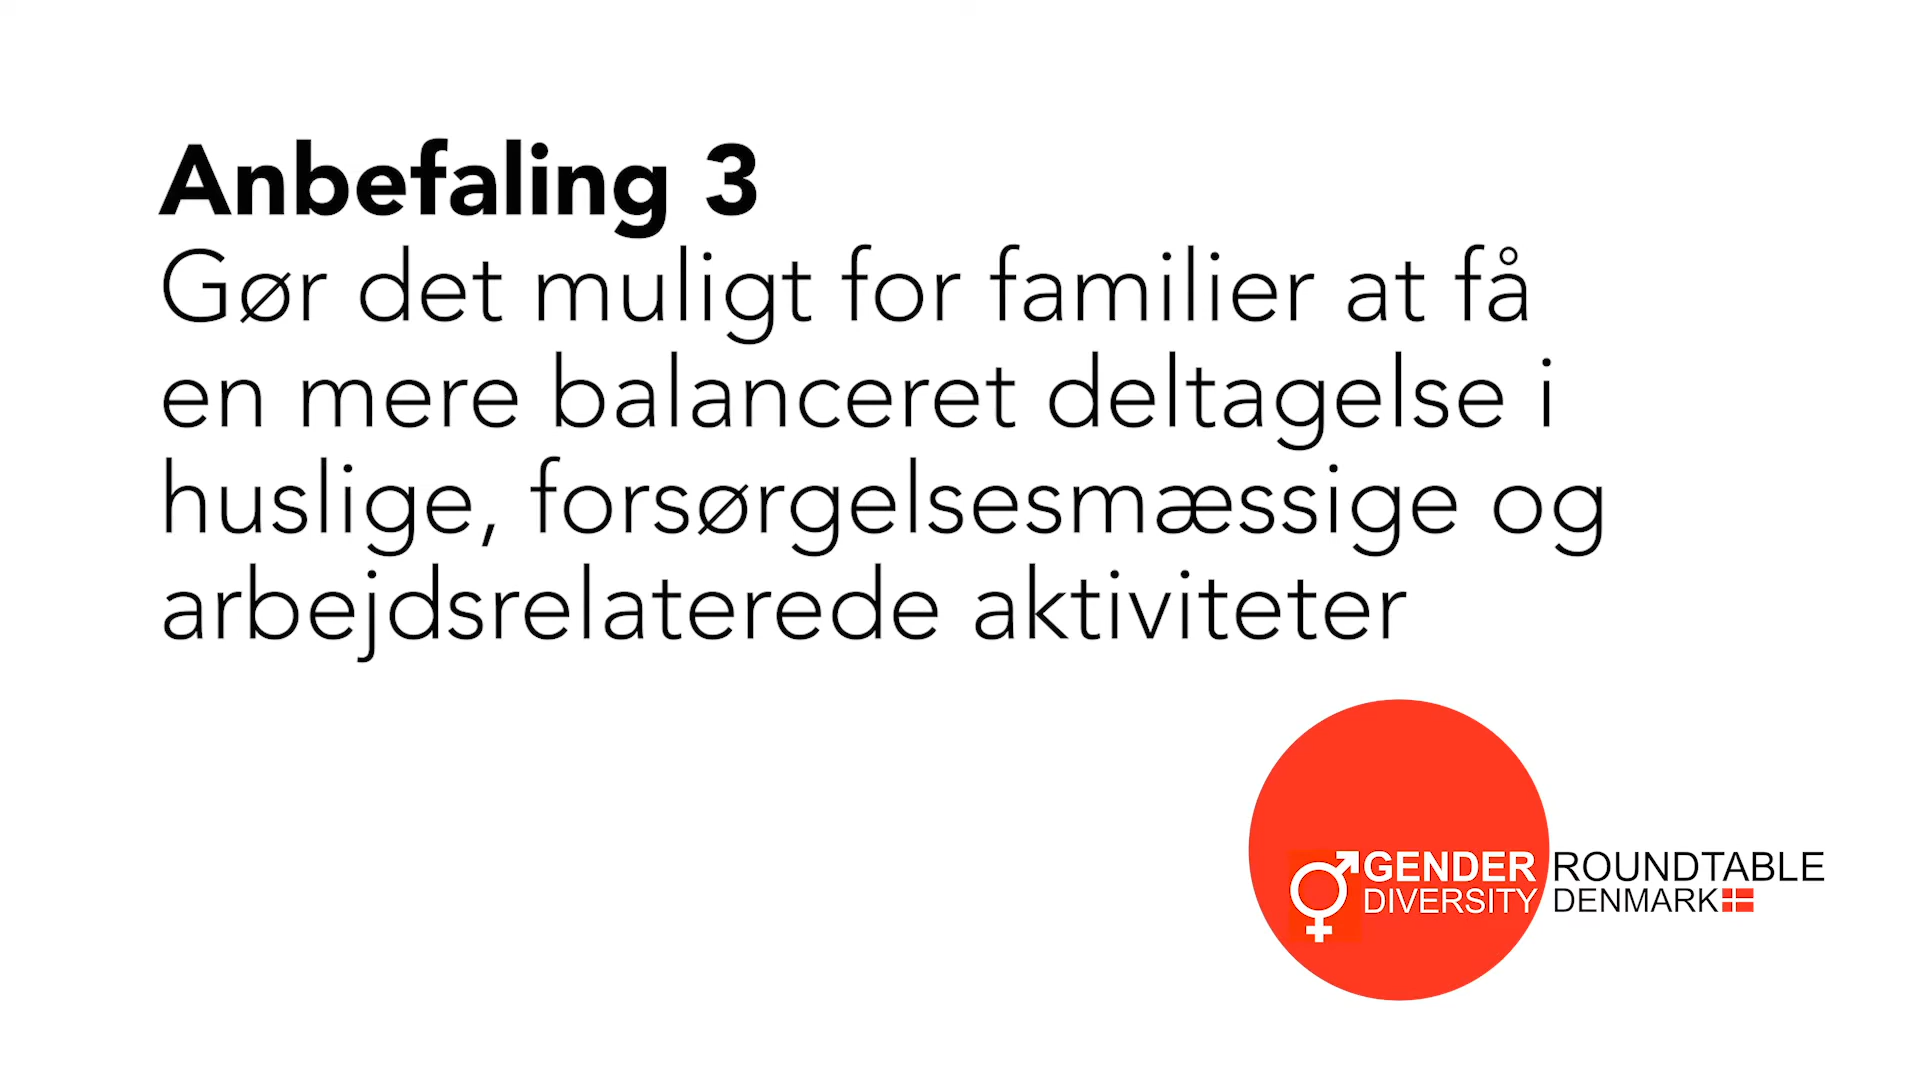 Anbefaling 3
Gør det muligt for familier at få
en mere balanceret deltagelse i
huslige, forsørgelsesmæssige og
arbejdsrelaterede aktiviteter
GENDER ROUNDTABLE
DIVERSITY DENMARK